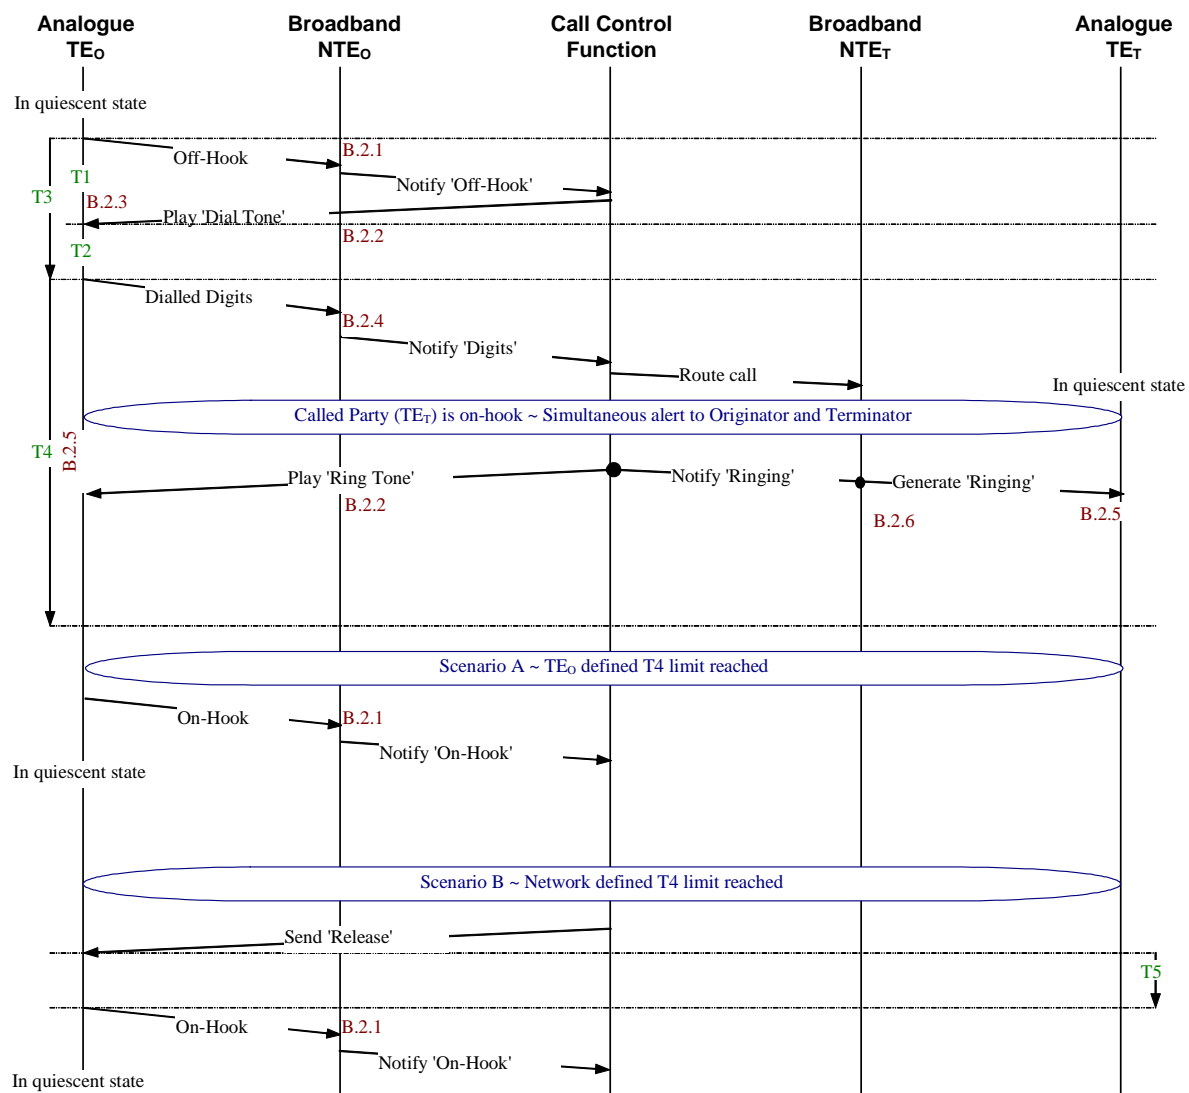 Analogue Broadband Call Control Broadband Analogue
TEO NTEO Function NTET TET
In quiescent state
Off-Hook B.2.1
T1
Notify 'Off-Hook'
T3
B.2.3
Play 'Dial Tone'
B.2.2
T2
Dialled Digits
B.2.4
Notify 'Digits'
Route call
In quiescent state
Called Party (TET) is on-hook ~ Simultaneous alert to Originator and Terminator
T4 B.2.5
Play 'Ring Tone' Notify 'Ringing' Generate 'Ringing'
B.2.2 B.2.6 B.2.5
Scenario A ~ TEO defined T4 limit reached
On-Hook B.2.1
Notify 'On-Hook'
In quiescent state
Scenario B ~ Network defined T4 limit reached
Send 'Release'
T5
On-Hook B.2.1
Notify 'On-Hook'
In quiescent state